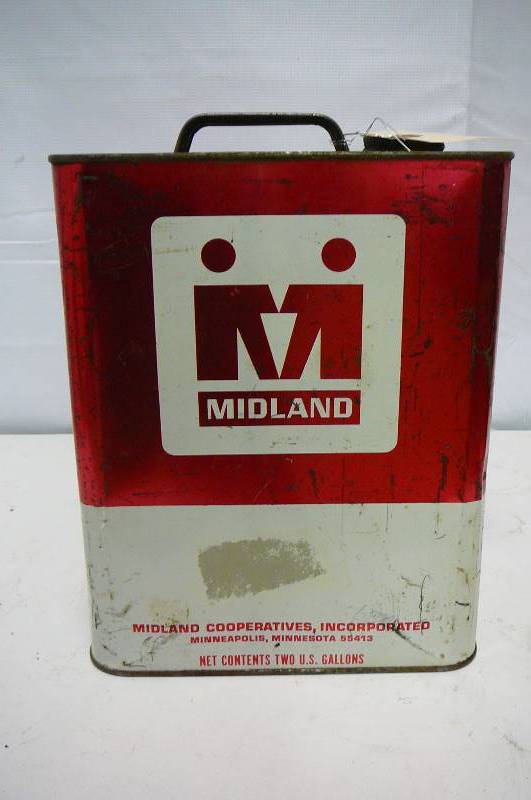 M
MIDLAND
MIDLAND COOPERATIVES, INCORPORATED
MINNEAPOLIS, MINNESOTA 55413
NET CONTENTS TWO U.S. GALLONS